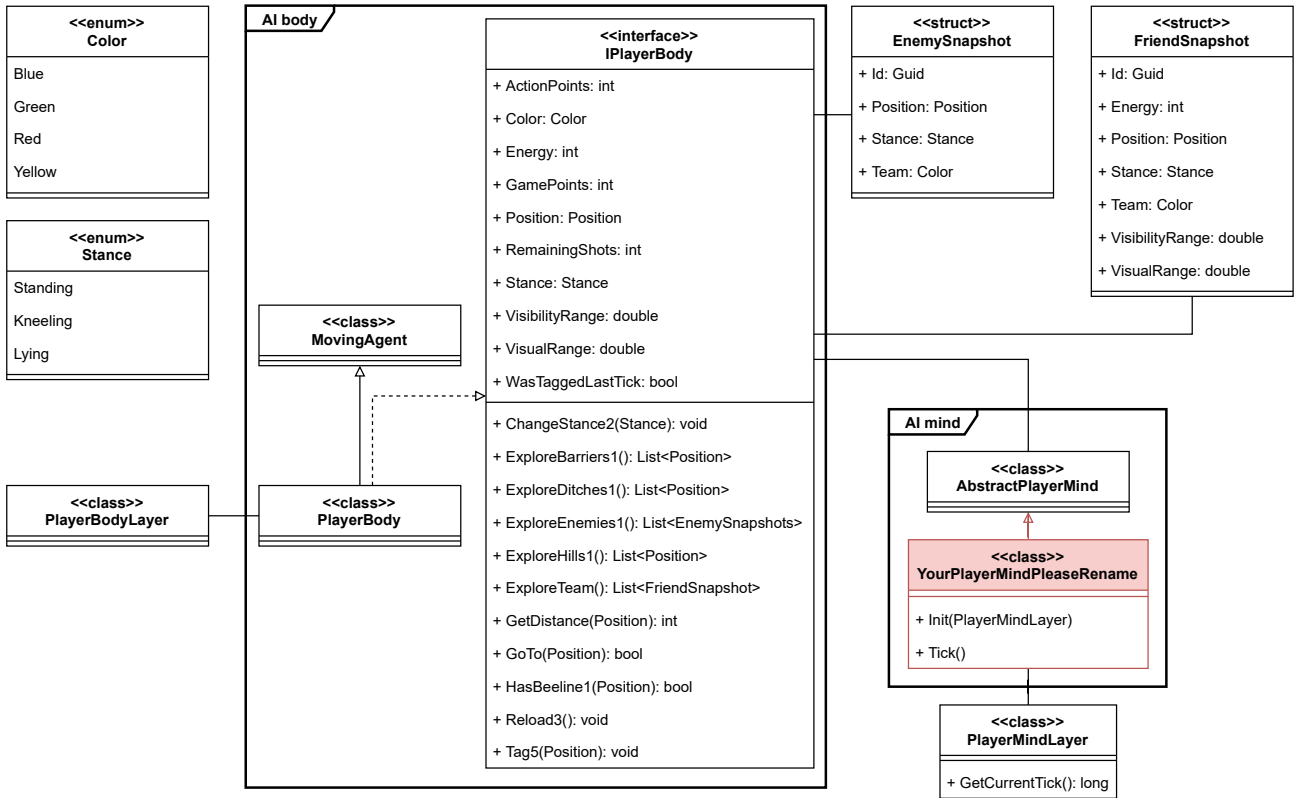 <<enum>>
Color
Blue
Green
Red
Yellow
<<enum>>
Stance
Standing
Kneeling
Lying
<<class>>
PlayerBodyLayer
AI body
<<class>>
MovingAgent
<<class>>
PlayerBody
<<interface>>
IPlayerBody
+ ActionPoints: int
+ Color: Color
+ Energy: int
+ GamePoints: int
+ Position: Position
+ RemainingShots: int
+ Stance: Stance
+ VisibilityRange: double
+ VisualRange: double
+ WasTaggedLastTick: bool
+ ChangeStance2(Stance): void
+ ExploreBarriers1(): List<Position>
+ ExploreDitches1(): List<Position>
+ ExploreEnemies1(): List<EnemySnapshots>
+ ExploreHills1(): List<Position>
+ ExploreTeam(): List<FriendSnapshot>
+ GetDistance(Position): int
+ GoTo(Position): bool
+ HasBeeline1(Position): bool
+ Reload3(): void
+ Tag5(Position): void
<<struct>>
EnemySnapshot
+ Id: Guid
+ Position: Position
+ Stance: Stance
+ Team: Color
<<struct>>
FriendSnapshot
+ Id: Guid
+ Energy: int
+ Position: Position
+ Stance: Stance
+ Team: Color
+ VisibilityRange: double
+ VisualRange: double
AI mind
<<class>>
AbstractPlayerMind
<<class>>
YourPlayerMindPleaseRename
+ Init(PlayerMindLayer)
+ Tick()
<<class>>
PlayerMindLayer
+ GetCurrentTick(): long